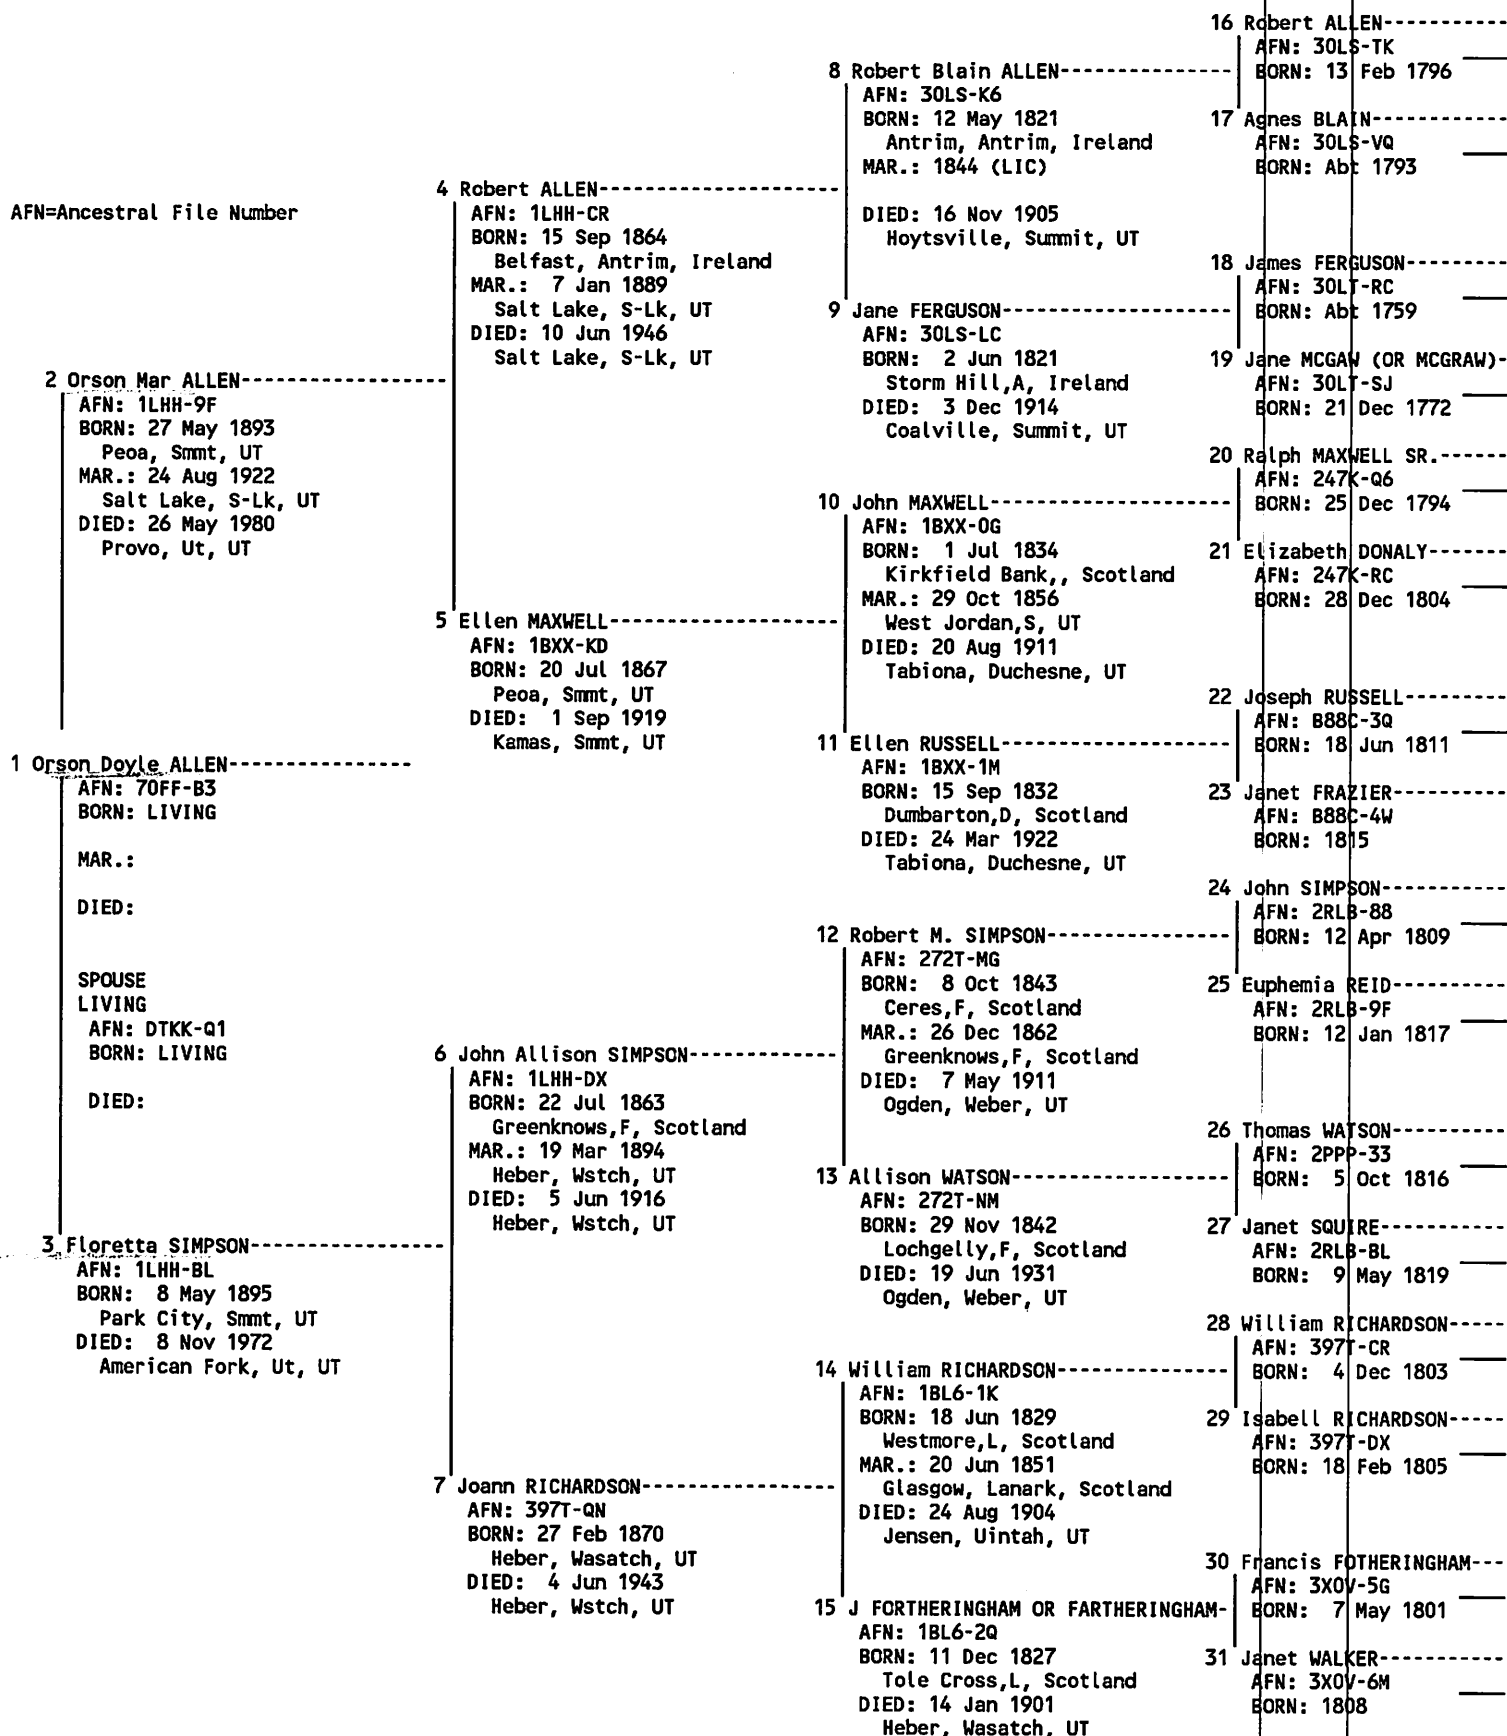 AFN=Ancestral File Number
1 Orson Doyle ALLEN---------------
AFN: 70FF-B3
BORN: LIVING
MAR.:
DIED:
SPOUSE
LIVING
AFN: DTKK-Q1
BORN: LIVING
DIED:
2 Orson Mar ALLEN-----------------
AFN: 1LHH-9F
BORN: 27 May 1893
Peoa, Smmt, UT
MAR.: 24 Aug 1922
Salt Lake, S-Lk, UT
DIED: 26 May 1980
Provo, Ut, UT
3 Floretta SIMPSON----------------
AFN: 1LHH-BL
BORN: 8 May 1895
Park City, Smmt, UT
DIED: 8 Nov 1972
American Fork, Ut, UT
4 Robert ALLEN--------------------
AFN: 1LHH-CR
BORN: 15 Sep 1864
Belfast, Antrim, Ireland
MAR.: 7 Jan 1889
Salt Lake, S-Lk, UT
DIED: 10 Jun 1946
Salt Lake, S-Lk, UT
5 Ellen MAXWELL-------------------
AFN: 1BXX-KD
BORN: 20 Jul 1867
Peoa, Smmt, UT
DIED: 1 Sep 1919
Kamas, Smmt, UT
6 John Allison SIMPSON------------
AFN: 1LHH-DX
BORN: 22 Jul 1863
Greenknows,F, Scotland
MAR.: 19 Mar 1894
Heber, Wstch, UT
DIED: 5 Jun 1916
Heber, Wstch, UT
7 Joann RICHARDSON----------------
AFN: 397T-QN
BORN: 27 Feb 1870
Heber, Wasatch, UT
DIED: 4 Jun 1943
Heber, Wstch, UT
8 Robert Blain ALLEN--------------
AFN: 30LS-K6
BORN: 12 May 1821
Antrim, Antrim, Ireland
MAR.: 1844 (LIC)
DIED: 16 Nov 1905
Hoytsville, Summit, UT
9 Jane FERGUSON-------------------
AFN: 30LS-LC
BORN: 2 Jun 1821
Storm Hill,A, Ireland
DIED: 3 Dec 1914
Coalville, Summit, UT
10 John MAXWELL--------------------
AFN: 1BXX-0G
BORN: 1 Jul 1834
Kirkfield Bank,, Scotland
MAR.: 29 Oct 1856
West Jordan,S, UT
DIED: 20 Aug 1911
Tabiona, Duchesne, UT
11 Ellen RUSSELL-------------------
AFN: 1BXX-1M
BORN: 15 Sep 1832
Dumbarton,D, Scotland
DIED: 24 Mar 1922
Tabiona, Duchesne, UT
12 Robert M. SIMPSON---------------
AFN: 272T-MG
BORN: 8 Oct 1843
Ceres,F, Scotland
MAR.: 26 Dec 1862
Greenknows,F, Scotland
DIED: 7 May 1911
Ogden, Weber, UT
13 Allison WATSON------------------
AFN: 272T-NM
BORN: 29 Nov 1842
Lochgelly,F, Scotland
DIED: 19 Jun 1931
Ogden, Weber, UT
14 William RICHARDSON--------------
AFN: 1BL6-1K
BORN: 18 Jun 1829
Westmore,L, Scotland
MAR.: 20 Jun 1851
Glasgow, Lanark, Scotland
DIED: 24 Aug 1904
Jensen, Uintah, UT
15 J FORTHERINGHAM OR FARTHERINGHAM-
AFN: 1BL6-2Q
BORN: 11 Dec 1827
Tole Cross,L, Scotland
DIED: 14 Jan 1901
Heber, Wasatch, UT
16 Robert ALLEN-----------
AFN: 30LS-TK
BORN: 13 Feb 1796
17 Agnes BLAIN------------
AFN: 30LS-VQ
BORN: Abt 1793
18 James FERGUSON---------
AFN: 30LT-RC
BORN: Abt 1759
19 Jane MCGAW (OR MCGRAW)-
AFN: 30LT-SJ
BORN: 21 Dec 1772
20 Ralph MAXWELL SR.------
AFN: 247K-Q6
BORN: 25 Dec 1794
21 Elizabeth DONALY-------
AFN: 247K-RC
BORN: 28 Dec 1804
22 Joseph RUSSELL---------
AFN: B88C-3Q
BORN: 18 Jun 1811
23 Janet FRAZIER----------
AFN: B88C-4W
BORN: 1815
24 John SIMPSON-----------
AFN: 2RLB-88
BORN: 12 Apr 1809
25 Euphemia REID----------
AFN: 2RLB-9F
BORN: 12 Jan 1817
26 Thomas WATSON----------
AFN: 2PPP-33
BORN: 5 Oct 1816
27 Janet SQUIRE-----------
AFN: 2RLB-BL
BORN: 9 May 1819
28 William RICHARDSON-----
AFN: 397T-CR
BORN: 4 Dec 1803
29 Isabell RICHARDSON-----
AFN: 397T-DX
BORN: 18 Feb 1805
30 Francis FOTHERINGHAM---
AFN: 3X0V-5G
BORN: 7 May 1801
31 Janet WALKER-----------
AFN: 3X0V-6M
BORN: 1808